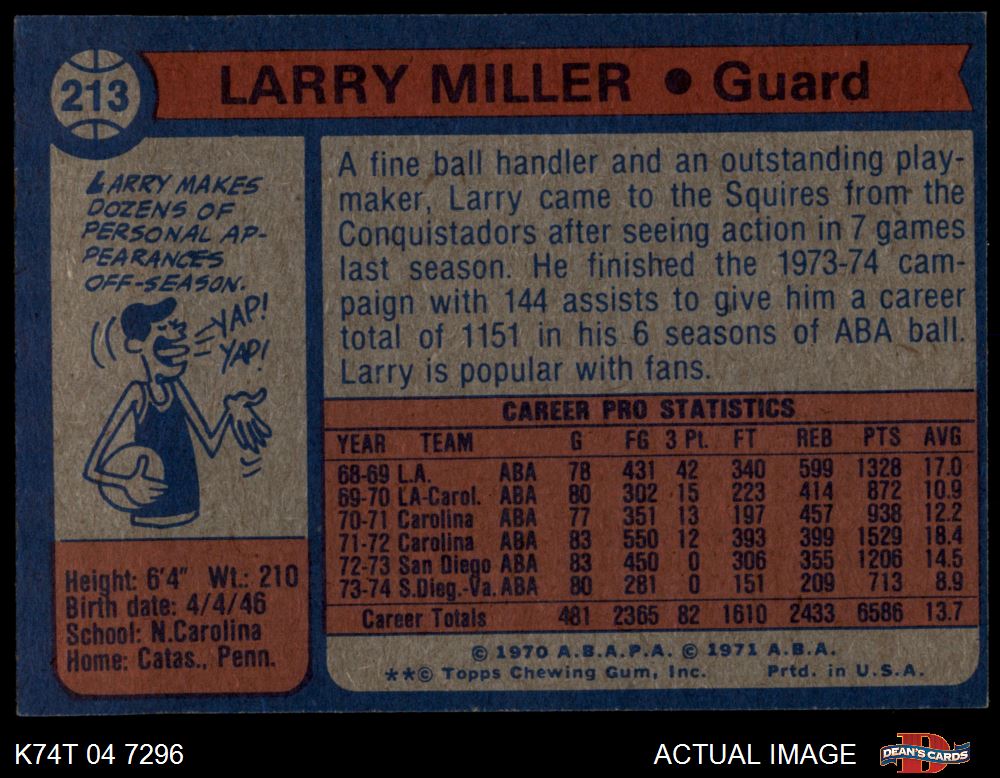 213
LARRY MILLER • Guard
LARRY MAKES
DOZENS OF
PERSONAL AP-
PEARANCES
OFF-SEASON.
YAP!
YAP!
Height: 6'4" Wt.: 210
Birth date: 4/4/46
School: N.Carolina
Home: Catas., Penn.
A fine ball handler and an outstanding play-
maker, Larry came to the Squires from the
Conquistadors after seeing action in 7 games
last season. He finished the 1973-74 cam-
paign with 144 assists to give him a career
total of 1151 in his 6 seasons of ABA ball.
Larry is popular with fans.
CAREER PRO STATISTICS
YEAR TEAM G FG 3 Pt. FT REB PTS AVG
68-69 L.A. ABA 78 431 42 340 599 1328 17.0
69-70 LA-Carol. ABA 80 302 15 223 414 872 10.9
70-71 Carolina ABA 77 351 13 197 457 938 12.2
71-72 Carolina ABA 83 550 12 393 399 1529 18.4
72-73 San Diego ABA 83 450 0 306 355 1206 14.5
73-74 S.Dieg.-Va. ABA 80 281 0 151 209 713 8.9
Career Totals 481 2365 82 1610 2433 6586 13.7
© 1970 A.B.A.P.A. © 1971 A.B.A.
**© Topps Chewing Gum, Inc. Prtd. in U.S.A.
K74T 04 7296
ACTUAL IMAGE
D
DEAN'S CARDS